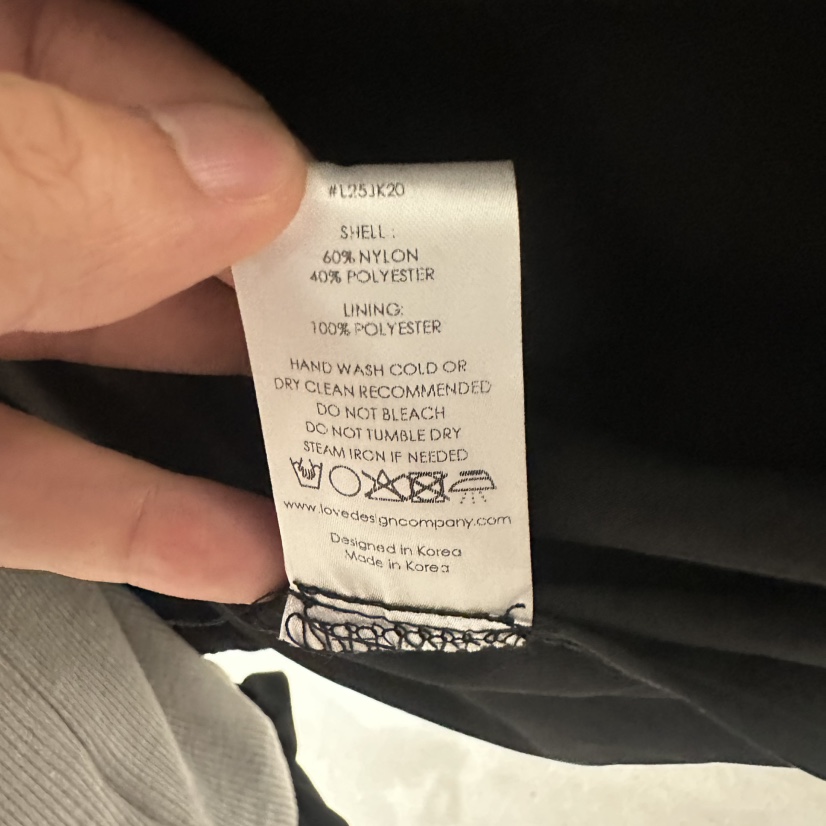 #L25JK20
SHELL :
60% NYLON
40% POLYESTER
LINING:
100% POLYESTER
HAND WASH COLD OR
DRY CLEAN RECOMMENDED
DO NOT BLEACH
DO NOT TUMBLE DRY
STEAM IRON IF NEEDED
www.lovedesigncompany.com
Designed in Korea
Made in Korea